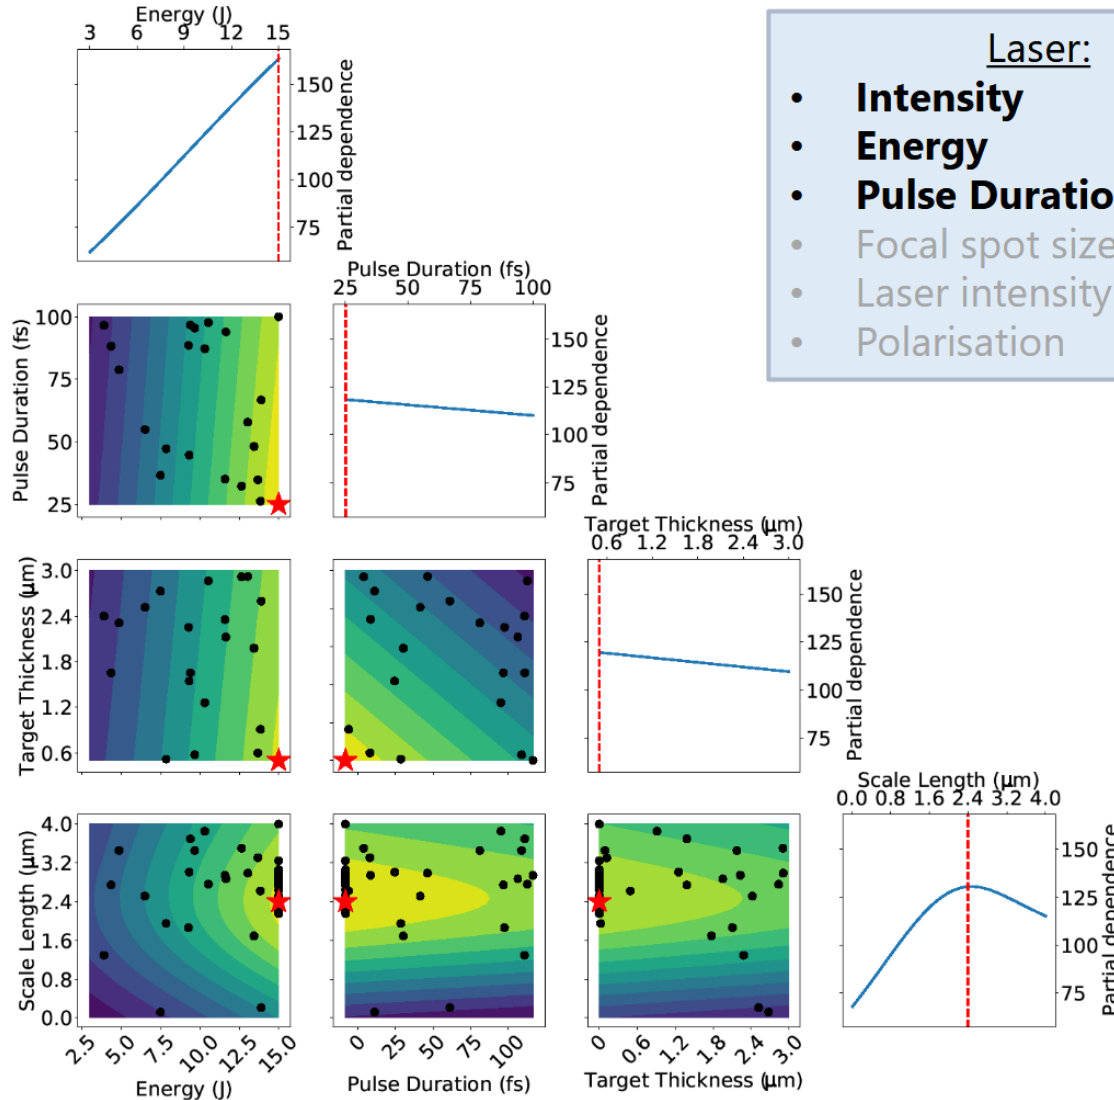 Energy (J)
3 6 9 12 15
150
125
100
75
Partial dependence
Laser:
• Intensity
• Energy
• Pulse Duratio
• Focal spot size
• Laser intensity
• Polarisation
Pulse Duration (fs)
25 50 75 100
100
75
50
25
Pulse Duration (fs)
150
125
100
75
Partial dependence
Target Thickness (μm)
0.6 1.2 1.8 2.4 3.0
3.0
2.4
1.8
1.2
0.6
Target Thickness (μm)
150
125
100
75
Partial dependence
Scale Length (μm)
0.0 0.8 1.6 2.4 3.2 4.0
4.0
3.2
2.4
1.6
0.8
0.0
Scale Length (μm)
150
125
100
75
Partial dependence
2.5 5.0 7.5 10.0 12.5 15.0
Energy (J)
0 25 50 75 100
Pulse Duration (fs)
0 0.6 1.2 1.8 2.4 3.0
Target Thickness (μm)